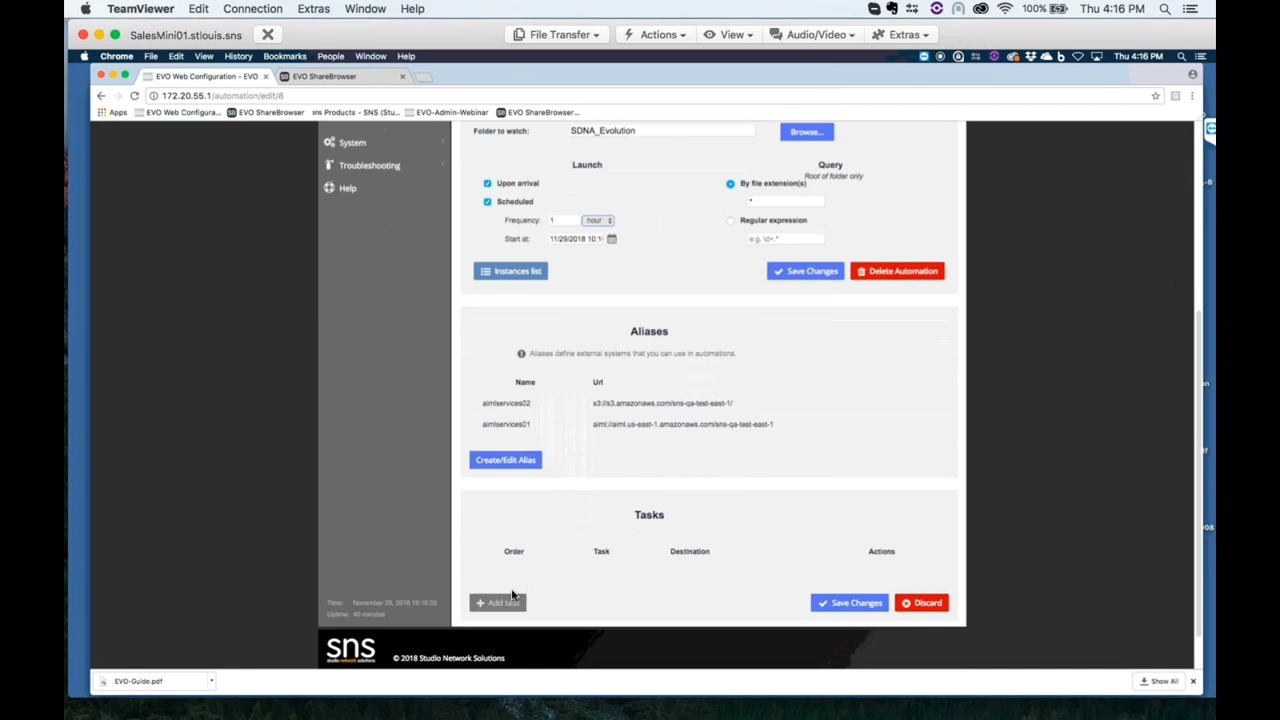 TeamViewer Edit Connection Extras Window Help 100% Thu 4:16 PM
SalesMini01.stlouis.sns File Transfer Actions View Audio/Video Extras
Chrome File Edit View History Bookmarks People Window Help Thu 4:16 PM
EVO Web Configuration - EVO EVO ShareBrowser
172.20.55.1/automation/edit/8
Apps EVO Web Configura... EVO ShareBrowser sns Products - SNS (Stu... EVO-Admin-Webinar EVO ShareBrowser...
Folder to watch: SDNA_Evolution Browse...
System
Troubleshooting
Help
Launch Query
Root of folder only
Upon arrival By file extension(s)
Scheduled *
Frequency: 1 hour Regular expression
Start at: 11/29/2018 10:1 e.g. \d+.*
Instances list Save Changes Delete Automation
Aliases
Aliases define external systems that you can use in automations.
Name Url
aimlservices02 s3://s3.amazonaws.com/sns-qa-test-east-1/
aimlservices01 aiml://aiml.us-east-1.amazonaws.com/sns-qa-test-east-1
Create/Edit Alias
Tasks
Order Task Destination Actions
Add task Save Changes Discard
Time: November 29, 2018 16:16:32
Uptime: 40 minutes
sns
studio network solutions
© 2018 Studio Network Solutions
EVO-Guide.pdf Show All